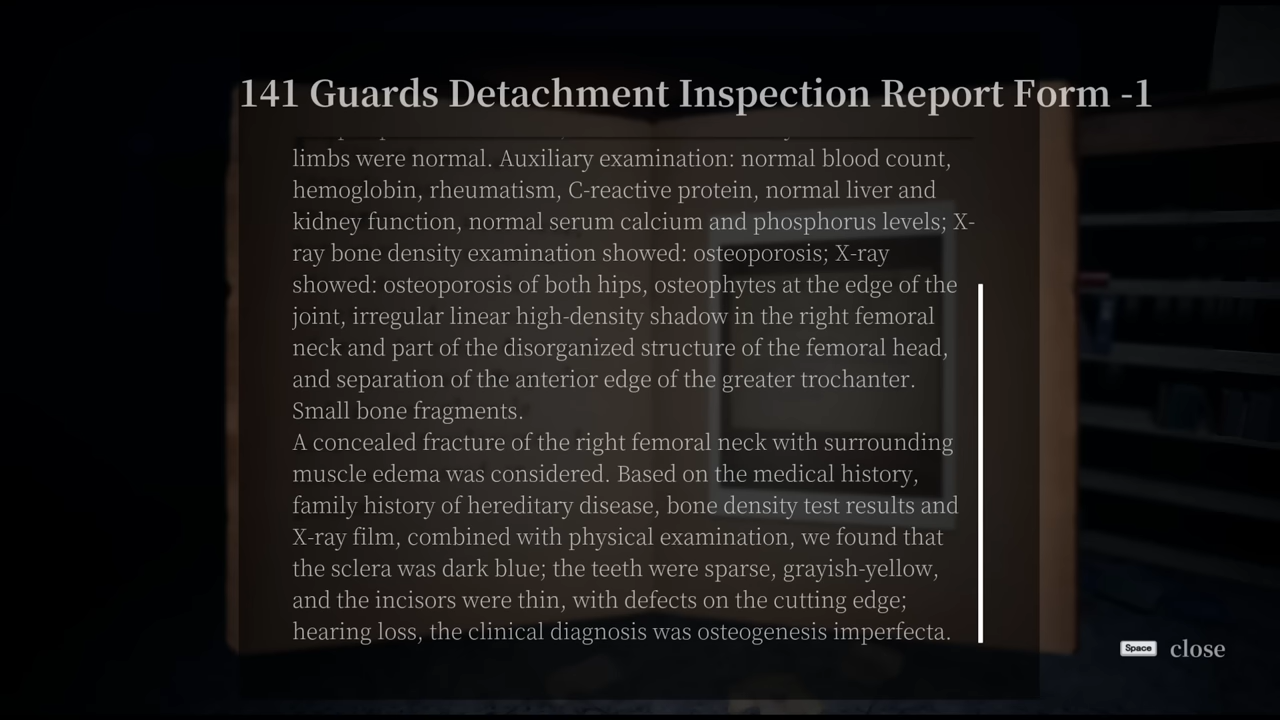 141 Guards Detachment Inspection Report Form -1
limbs were normal. Auxiliary examination: normal blood count,
hemoglobin, rheumatism, C-reactive protein, normal liver and
kidney function, normal serum calcium and phosphorus levels; X-
ray bone density examination showed: osteoporosis; X-ray
showed: osteoporosis of both hips, osteophytes at the edge of the
joint, irregular linear high-density shadow in the right femoral
neck and part of the disorganized structure of the femoral head,
and separation of the anterior edge of the greater trochanter.
Small bone fragments.
A concealed fracture of the right femoral neck with surrounding
muscle edema was considered. Based on the medical history,
family history of hereditary disease, bone density test results and
X-ray film, combined with physical examination, we found that
the sclera was dark blue; the teeth were sparse, grayish-yellow,
and the incisors were thin, with defects on the cutting edge;
hearing loss, the clinical diagnosis was osteogenesis imperfecta.
Space close